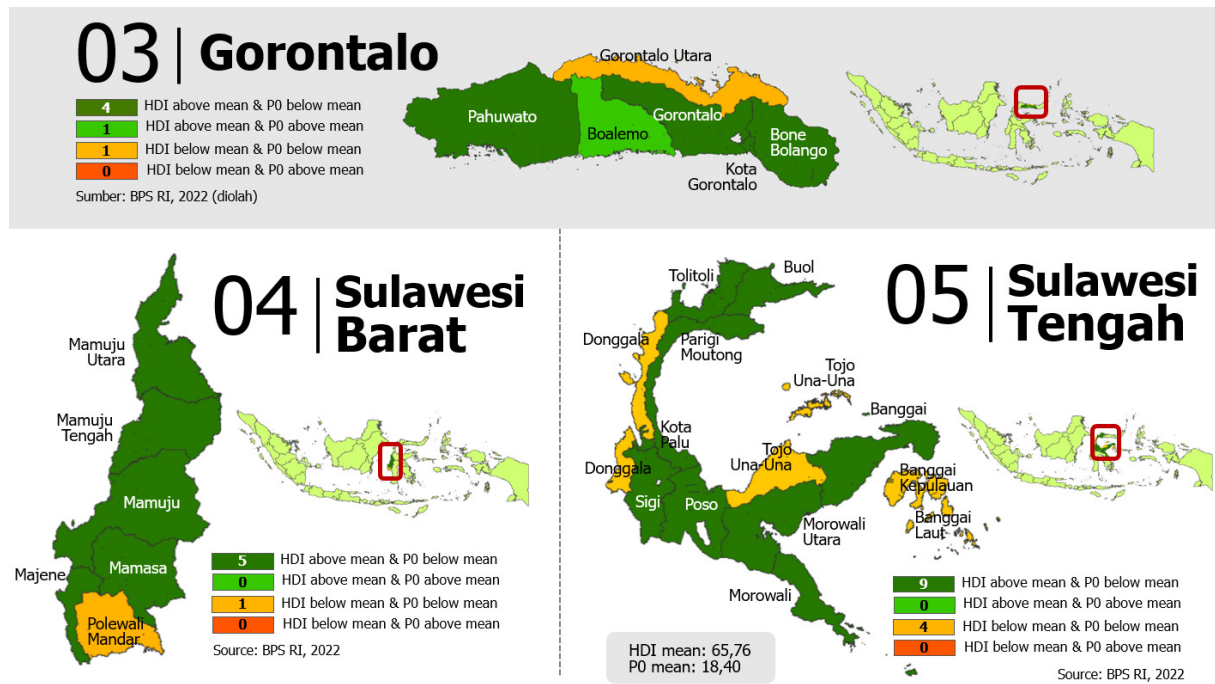 03 | Gorontalo
4 HDI above mean & P0 below mean
1 HDI above mean & P0 above mean
1 HDI below mean & P0 below mean
0 HDI below mean & P0 above mean
Sumber: BPS RI, 2022 (diolah)
Gorontalo Utara
Pahuwato
Boalemo
Gorontalo
Bone
Bolango
Kota
Gorontalo
04 | Sulawesi
Barat
Mamuju
Utara
Mamuju
Tengah
Mamuju
Majene
Mamasa
Polewali
Mandar
5 HDI above mean & P0 below mean
0 HDI above mean & P0 above mean
1 HDI below mean & P0 below mean
0 HDI below mean & P0 above mean
Source: BPS RI, 2022
05 | Sulawesi
Tengah
Tolitoli
Buol
Donggala
Parigi
Moutong
Tojo
Una-Una
Banggai
Kota
Palu
Donggala
Tojo
Una-Una
Banggai
Kepulauan
Sigi
Poso
Banggai
Laut
Morowali
Utara
Morowali
9 HDI above mean & P0 below mean
0 HDI above mean & P0 above mean
4 HDI below mean & P0 below mean
0 HDI below mean & P0 above mean
HDI mean: 65,76
P0 mean: 18,40
Source: BPS RI, 2022